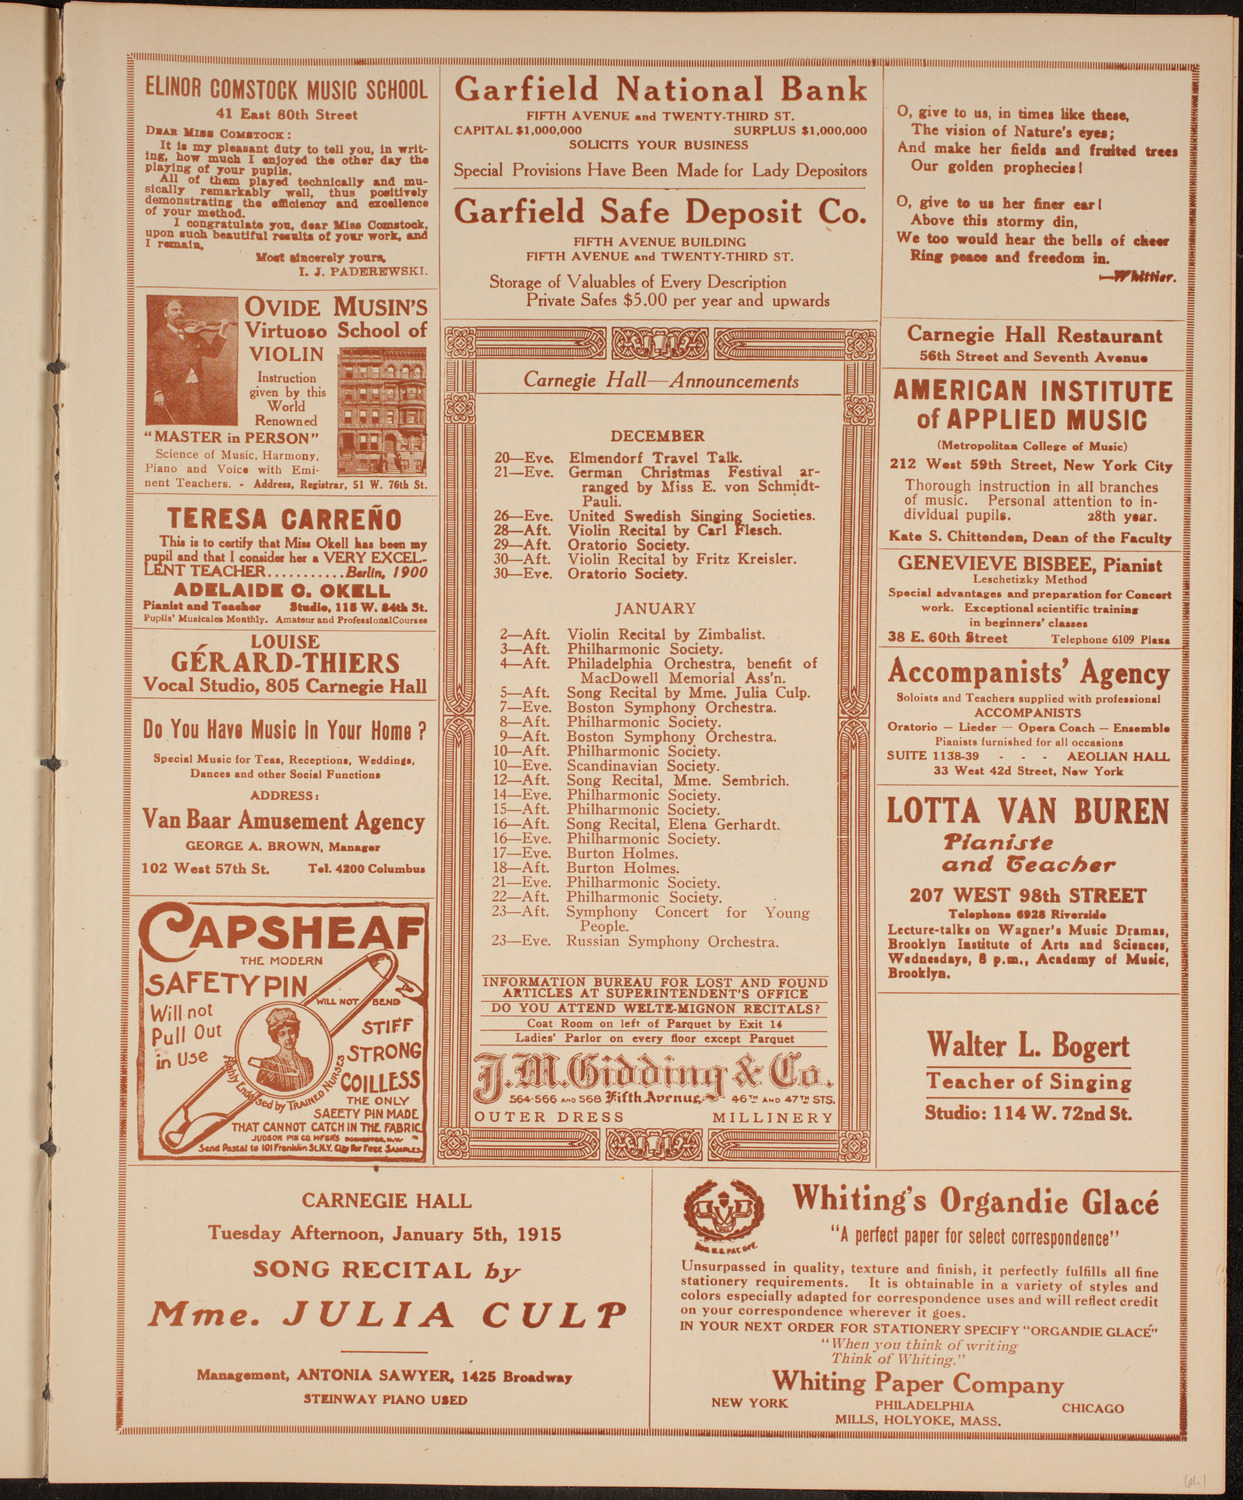 ELINOR COMSTOCK MUSIC SCHOOL
41 East 80th Street
DEAR MISS COMSTOCK:
It is my pleasant duty to tell you, in writ-
ing, how much I enjoyed the other day the
playing of your pupils.
All of them played technically and mu-
sically remarkably well, thus positively
demonstrating the efficiency and excellence
of your method.
I congratulate you, dear Miss Comstock,
upon such beautiful results of your work, and
I remain,
Most sincerely yours,
I. J. PADEREWSKI.
OVIDE MUSIN'S
Virtuoso School of
VIOLIN
Instruction
given by this
World
Renowned
"MASTER in PERSON"
Science of Music, Harmony,
Piano and Voice with Emi-
nent Teachers. - Address, Registrar, 51 W. 76th St.
TERESA CARREÑO
This is to certify that Miss Okell has been my
pupil and that I consider her a VERY EXCEL-
LENT TEACHER...........Berlin, 1900
ADELAIDE C. OKELL
Pianist and Teacher Studio, 115 W. 84th St.
Pupils' Musicales Monthly. Amateur and Professional Courses
LOUISE
GÉRARD-THIERS
Vocal Studio, 805 Carnegie Hall
Do You Have Music In Your Home?
Special Music for Teas, Receptions, Weddings,
Dances and other Social Functions
ADDRESS:
Van Baar Amusement Agency
GEORGE A. BROWN, Manager
102 West 57th St. Tel. 4200 Columbus
CAPSHEAF
THE MODERN
SAFETY PIN
WILL NOT BEND
Will not
Pull Out
in Use
STIFF
STRONG
COILLESS
Highly Endorsed by TRAINED NURSES
THE ONLY
SAFETY PIN MADE
THAT CANNOT CATCH IN THE FABRIC
JUDSON PIN CO. MFGRS ROCHESTER, N.Y.
Send Postal to 101 Franklin St. N.Y. City for Free SAMPLES
Garfield National Bank
FIFTH AVENUE and TWENTY-THIRD ST.
CAPITAL $1,000,000 SURPLUS $1,000,000
SOLICITS YOUR BUSINESS
Special Provisions Have Been Made for Lady Depositors
Garfield Safe Deposit Co.
FIFTH AVENUE BUILDING
FIFTH AVENUE and TWENTY-THIRD ST.
Storage of Valuables of Every Description
Private Safes $5.00 per year and upwards
Carnegie Hall—Announcements
DECEMBER
20—Eve. Elmendorf Travel Talk.
21—Eve. German Christmas Festival ar-
ranged by Miss E. von Schmidt-
Pauli.
26—Eve. United Swedish Singing Societies.
28—Aft. Violin Recital by Carl Flesch.
29—Aft. Oratorio Society.
30—Aft. Violin Recital by Fritz Kreisler.
30—Eve. Oratorio Society.
JANUARY
2—Aft. Violin Recital by Zimbalist.
3—Aft. Philharmonic Society.
4—Aft. Philadelphia Orchestra, benefit of
MacDowell Memorial Ass'n.
5—Aft. Song Recital by Mme. Julia Culp.
7—Eve. Boston Symphony Orchestra.
8—Aft. Philharmonic Society.
9—Aft. Boston Symphony Orchestra.
10—Aft. Philharmonic Society.
10—Eve. Scandinavian Society.
12—Aft. Song Recital, Mme. Sembrich.
14—Eve. Philharmonic Society.
15—Aft. Philharmonic Society.
16—Aft. Song Recital, Elena Gerhardt.
16—Eve. Philharmonic Society.
17—Eve. Burton Holmes.
18—Aft. Burton Holmes.
21—Eve. Philharmonic Society.
22—Aft. Philharmonic Society.
23—Aft. Symphony Concert for Young
People.
23—Eve. Russian Symphony Orchestra.
INFORMATION BUREAU FOR LOST AND FOUND
ARTICLES AT SUPERINTENDENT'S OFFICE
DO YOU ATTEND WELTE-MIGNON RECITALS?
Coat Room on left of Parquet by Exit 14
Ladies' Parlor on every floor except Parquet
J.M. Gidding & Co.
564-566 AND 568 Fifth Avenue 46TH AND 47TH STS.
OUTER DRESS MILLINERY
O, give to us, in times like these,
The vision of Nature's eyes;
And make her fields and fruited trees
Our golden prophecies!
O, give to us her finer ear!
Above this stormy din,
We too would hear the bells of cheer
Ring peace and freedom in.
—Whittier.
Carnegie Hall Restaurant
56th Street and Seventh Avenue
AMERICAN INSTITUTE
of APPLIED MUSIC
(Metropolitan College of Music)
212 West 59th Street, New York City
Thorough instruction in all branches
of music. Personal attention to in-
dividual pupils. 28th year.
Kate S. Chittenden, Dean of the Faculty
GENEVIEVE BISBEE, Pianist
Leschetizky Method
Special advantages and preparation for Concert
work. Exceptional scientific training
in beginners' classes
38 E. 60th Street Telephone 6109 Plaza
Accompanists' Agency
Soloists and Teachers supplied with professional
ACCOMPANISTS
Oratorio — Lieder — Opera Coach — Ensemble
Pianists furnished for all occasions
SUITE 1138-39 - - - AEOLIAN HALL
33 West 42d Street, New York
LOTTA VAN BUREN
Pianiste
and Teacher
207 WEST 98th STREET
Telephone 6928 Riverside
Lecture-talks on Wagner's Music Dramas,
Brooklyn Institute of Arts and Sciences,
Wednesdays, 8 p.m., Academy of Music,
Brooklyn.
Walter L. Bogert
Teacher of Singing
Studio: 114 W. 72nd St.
CARNEGIE HALL
Tuesday Afternoon, January 5th, 1915
SONG RECITAL by
Mme. JULIA CULP
Management, ANTONIA SAWYER, 1425 Broadway
STEINWAY PIANO USED
REG. U.S. PAT. OFF.
Whiting's Organdie Glacé
"A perfect paper for select correspondence"
Unsurpassed in quality, texture and finish, it perfectly fulfills all fine
stationery requirements. It is obtainable in a variety of styles and
colors especially adapted for correspondence uses and will reflect credit
on your correspondence wherever it goes.
IN YOUR NEXT ORDER FOR STATIONERY SPECIFY "ORGANDIE GLACÉ"
"When you think of writing
Think of Whiting."
Whiting Paper Company
NEW YORK PHILADELPHIA CHICAGO
MILLS, HOLYOKE, MASS.